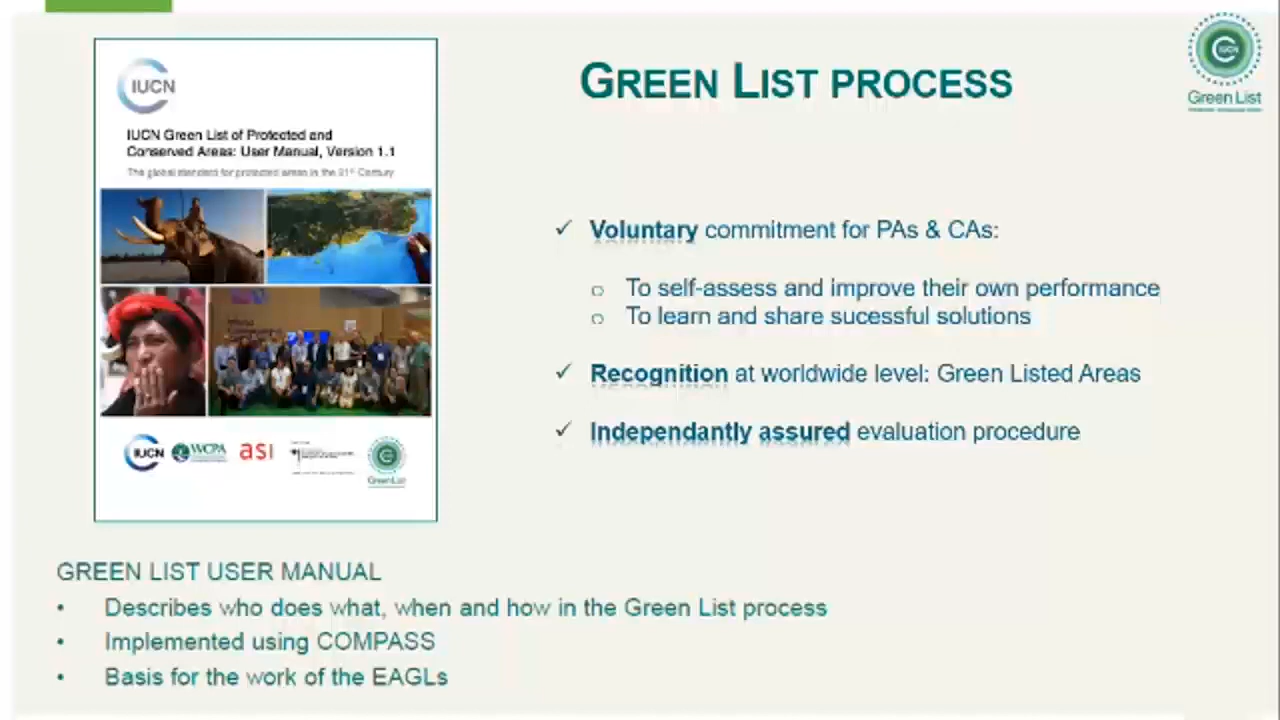 GREEN LIST PROCESS
IUCN
Green List
IUCN
IUCN Green List of Protected and
Conserved Areas: User Manual, Version 1.1
The global standard for protected areas in the 21st Century
IUCN WCPA asi
Green List
✓ Voluntary commitment for PAs & CAs:
o To self-assess and improve their own performance
o To learn and share sucessful solutions
✓ Recognition at worldwide level: Green Listed Areas
✓ Independantly assured evaluation procedure
GREEN LIST USER MANUAL
• Describes who does what, when and how in the Green List process
• Implemented using COMPASS
• Basis for the work of the EAGLs